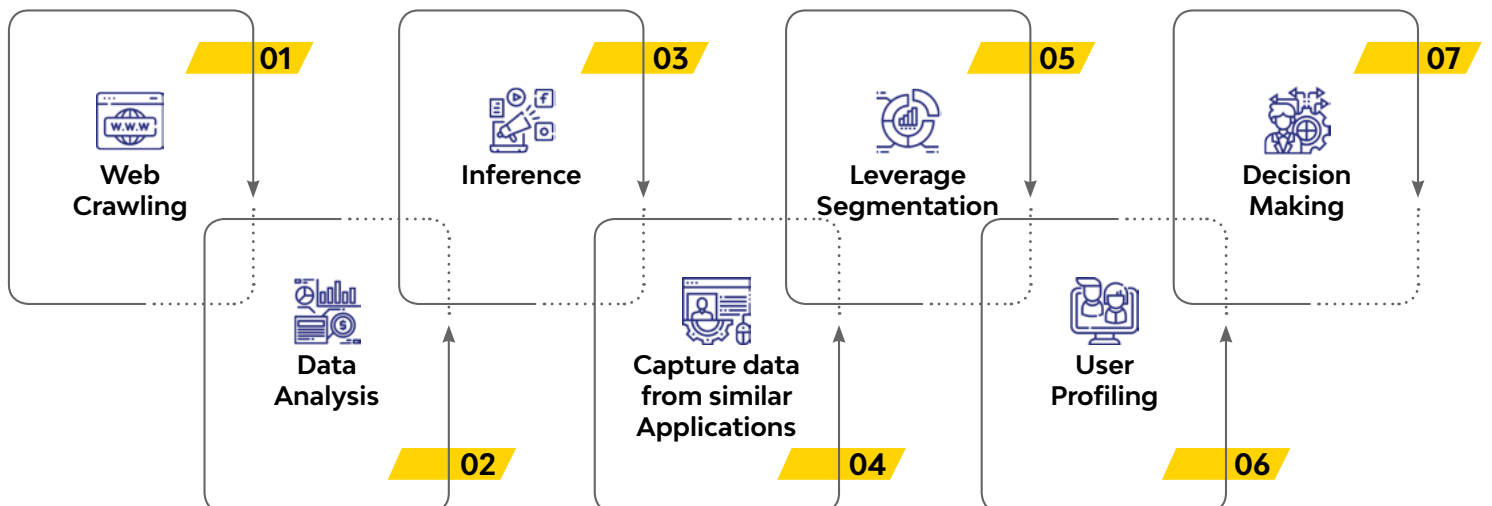 01
Web
Crawling
02
Data
Analysis
03
Inference
04
Capture data
from similar
Applications
05
Leverage
Segmentation
06
User
Profiling
07
Decision
Making
W.W.W
$
f